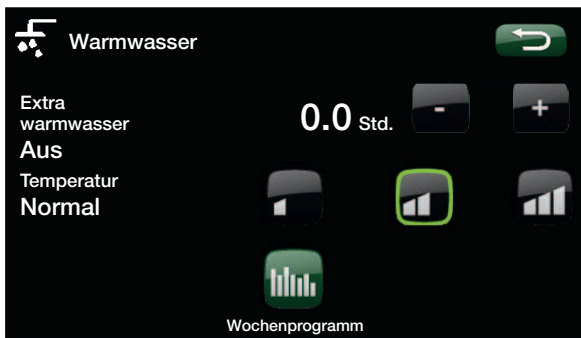 Warmwasser
Extra
warmwasser
0.0 Std.
-
+
Aus
Temperatur
Normal
Wochenprogramm